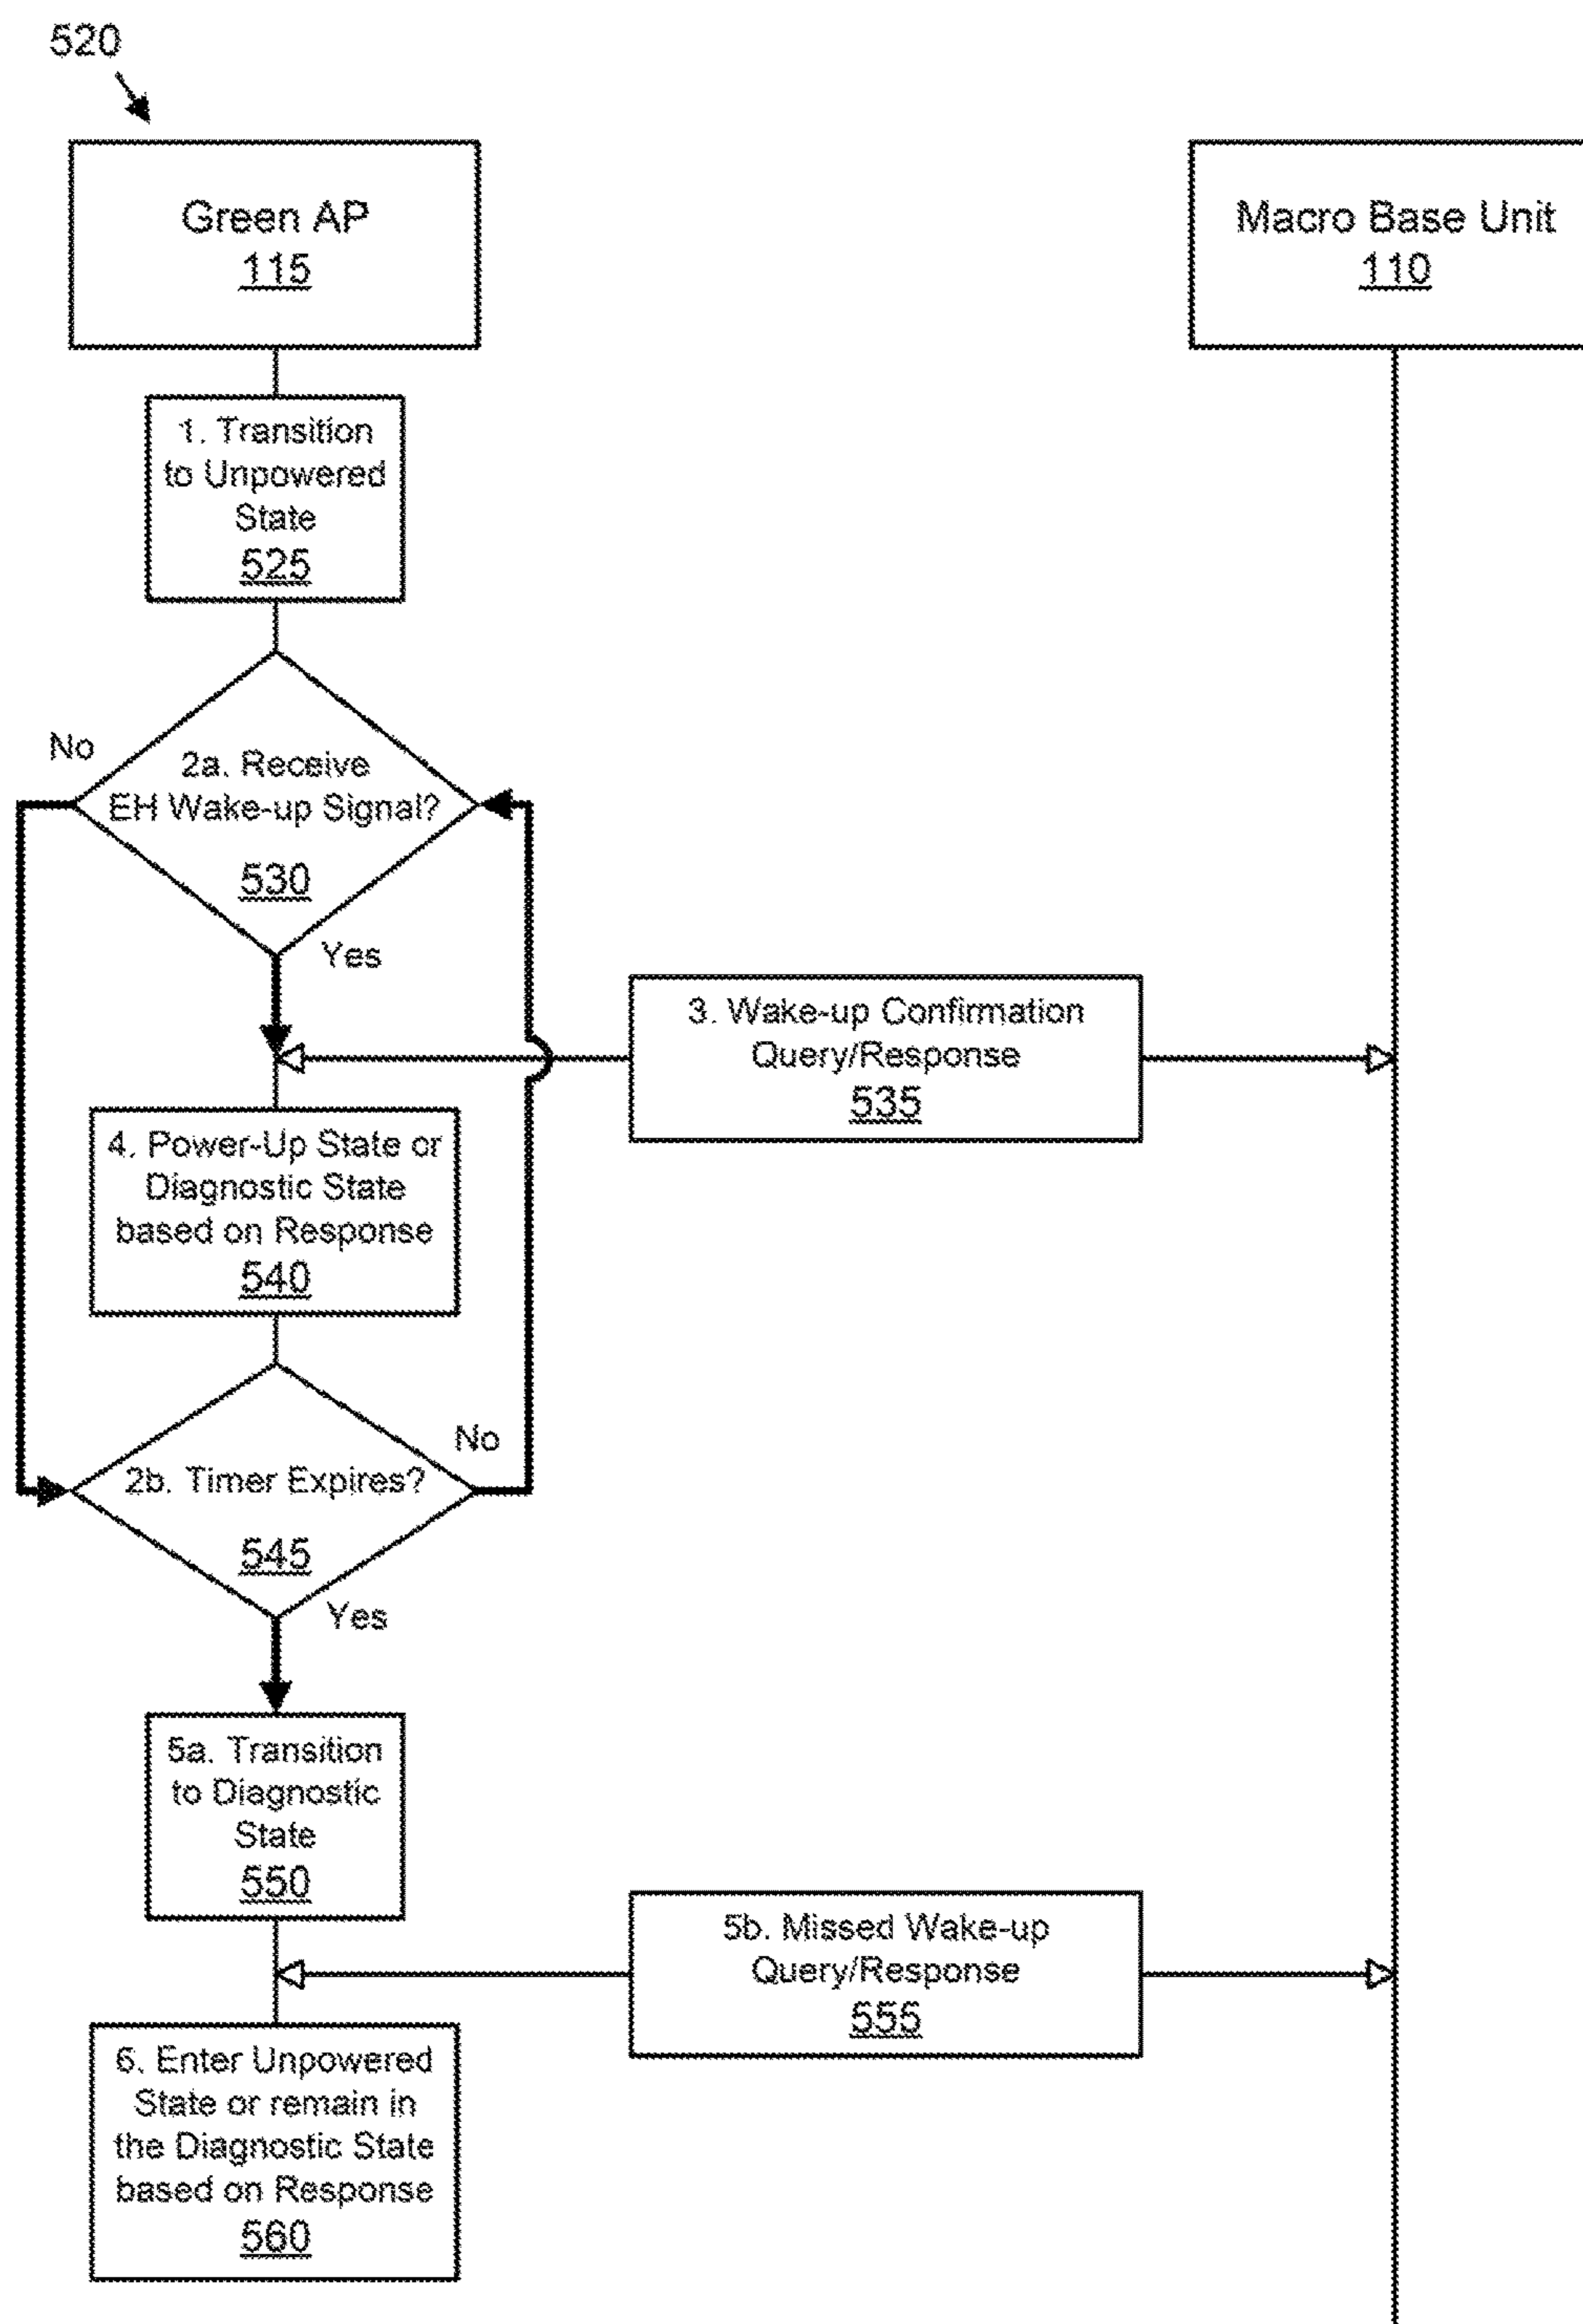 520
Green AP
115
Macro Base Unit
110
1. Transition
to Unpowered
State
525
No
2a. Receive
EH Wake-up Signal?
530
Yes
3. Wake-up Confirmation
Query/Response
535
4. Power-Up State or
Diagnostic State
based on Response
540
No
2b. Timer Expires?
545
Yes
5a. Transition
to Diagnostic
State
550
5b. Missed Wake-up
Query/Response
555
6. Enter Unpowered
State or remain in
the Diagnostic State
based on Response
560